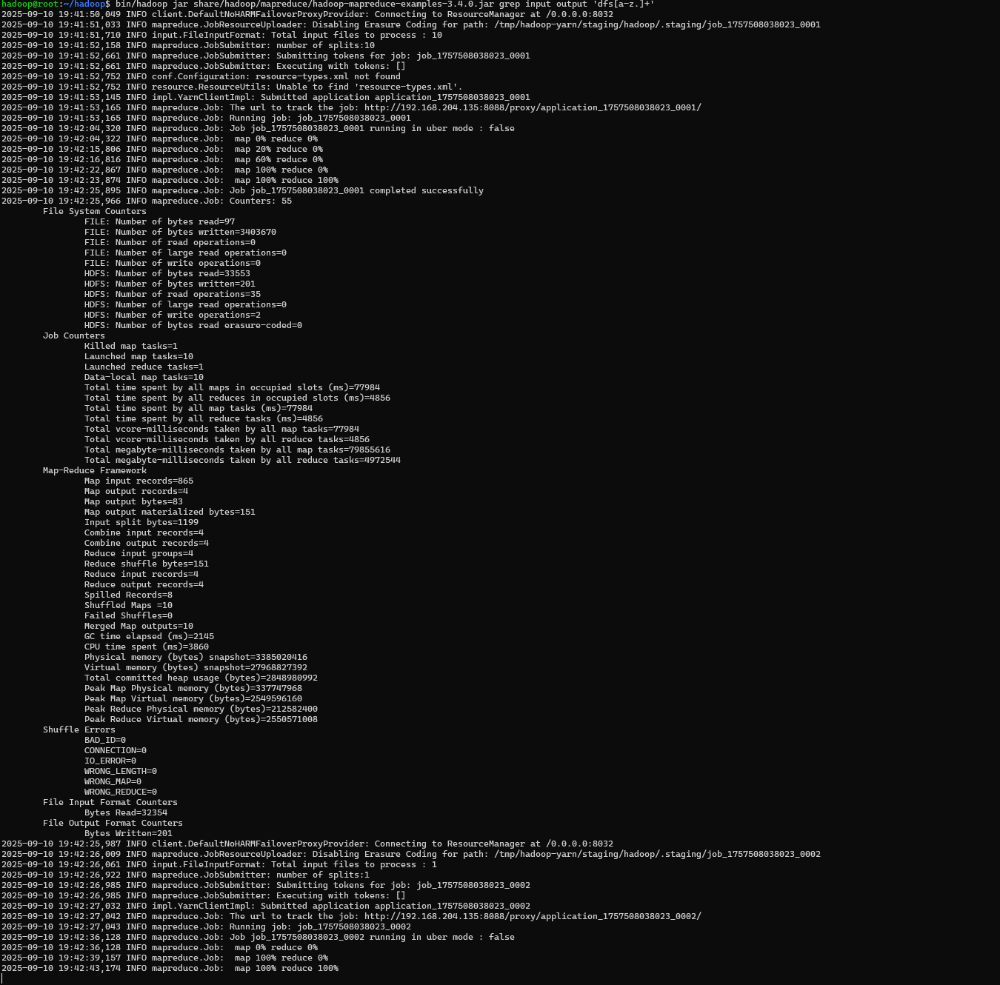 hadoop@root:~/hadoop$ bin/hadoop jar share/hadoop/mapreduce/hadoop-mapreduce-examples-3.4.0.jar grep input output 'dfs[a-z.]+'
2025-09-10 19:41:50,049 INFO client.DefaultNoHARMFailoverProxyProvider: Connecting to ResourceManager at /0.0.0.0:8032
2025-09-10 19:41:51,033 INFO mapreduce.JobResourceUploader: Disabling Erasure Coding for path: /tmp/hadoop-yarn/staging/hadoop/.staging/job_1757508038023_0001
2025-09-10 19:41:51,710 INFO input.FileInputFormat: Total input files to process : 10
2025-09-10 19:41:52,158 INFO mapreduce.JobSubmitter: number of splits:10
2025-09-10 19:41:52,661 INFO mapreduce.JobSubmitter: Submitting tokens for job: job_1757508038023_0001
2025-09-10 19:41:52,661 INFO mapreduce.JobSubmitter: Executing with tokens: []
2025-09-10 19:41:52,752 INFO conf.Configuration: resource-types.xml not found
2025-09-10 19:41:52,752 INFO resource.ResourceUtils: Unable to find 'resource-types.xml'.
2025-09-10 19:41:53,145 INFO impl.YarnClientImpl: Submitted application application_1757508038023_0001
2025-09-10 19:41:53,165 INFO mapreduce.Job: The url to track the job: http://192.168.204.135:8088/proxy/application_1757508038023_0001/
2025-09-10 19:41:53,165 INFO mapreduce.Job: Running job: job_1757508038023_0001
2025-09-10 19:42:04,320 INFO mapreduce.Job: Job job_1757508038023_0001 running in uber mode : false
2025-09-10 19:42:04,322 INFO mapreduce.Job:  map 0% reduce 0%
2025-09-10 19:42:15,806 INFO mapreduce.Job:  map 20% reduce 0%
2025-09-10 19:42:16,816 INFO mapreduce.Job:  map 60% reduce 0%
2025-09-10 19:42:22,867 INFO mapreduce.Job:  map 100% reduce 0%
2025-09-10 19:42:23,874 INFO mapreduce.Job:  map 100% reduce 100%
2025-09-10 19:42:25,895 INFO mapreduce.Job: Job job_1757508038023_0001 completed successfully
2025-09-10 19:42:25,966 INFO mapreduce.Job: Counters: 55
File System Counters
FILE: Number of bytes read=97
FILE: Number of bytes written=3403670
FILE: Number of read operations=0
FILE: Number of large read operations=0
FILE: Number of write operations=0
HDFS: Number of bytes read=33553
HDFS: Number of bytes written=201
HDFS: Number of read operations=35
HDFS: Number of large read operations=0
HDFS: Number of write operations=2
HDFS: Number of bytes read erasure-coded=0
Job Counters
Killed map tasks=1
Launched map tasks=10
Launched reduce tasks=1
Data-local map tasks=10
Total time spent by all maps in occupied slots (ms)=77984
Total time spent by all reduces in occupied slots (ms)=4856
Total time spent by all map tasks (ms)=77984
Total time spent by all reduce tasks (ms)=4856
Total vcore-milliseconds taken by all map tasks=77984
Total vcore-milliseconds taken by all reduce tasks=4856
Total megabyte-milliseconds taken by all map tasks=79855616
Total megabyte-milliseconds taken by all reduce tasks=4972544
Map-Reduce Framework
Map input records=865
Map output records=4
Map output bytes=83
Map output materialized bytes=151
Input split bytes=1199
Combine input records=4
Combine output records=4
Reduce input groups=4
Reduce shuffle bytes=151
Reduce input records=4
Reduce output records=4
Spilled Records=8
Shuffled Maps =10
Failed Shuffles=0
Merged Map outputs=10
GC time elapsed (ms)=2145
CPU time spent (ms)=3860
Physical memory (bytes) snapshot=3385020416
Virtual memory (bytes) snapshot=27968827392
Total committed heap usage (bytes)=2848980992
Peak Map Physical memory (bytes)=337747968
Peak Map Virtual memory (bytes)=2549596160
Peak Reduce Physical memory (bytes)=212582400
Peak Reduce Virtual memory (bytes)=2550571008
Shuffle Errors
BAD_ID=0
CONNECTION=0
IO_ERROR=0
WRONG_LENGTH=0
WRONG_MAP=0
WRONG_REDUCE=0
File Input Format Counters
Bytes Read=32354
File Output Format Counters
Bytes Written=201
2025-09-10 19:42:25,987 INFO client.DefaultNoHARMFailoverProxyProvider: Connecting to ResourceManager at /0.0.0.0:8032
2025-09-10 19:42:26,009 INFO mapreduce.JobResourceUploader: Disabling Erasure Coding for path: /tmp/hadoop-yarn/staging/hadoop/.staging/job_1757508038023_0002
2025-09-10 19:42:26,061 INFO input.FileInputFormat: Total input files to process : 1
2025-09-10 19:42:26,922 INFO mapreduce.JobSubmitter: number of splits:1
2025-09-10 19:42:26,985 INFO mapreduce.JobSubmitter: Submitting tokens for job: job_1757508038023_0002
2025-09-10 19:42:26,985 INFO mapreduce.JobSubmitter: Executing with tokens: []
2025-09-10 19:42:27,032 INFO impl.YarnClientImpl: Submitted application application_1757508038023_0002
2025-09-10 19:42:27,042 INFO mapreduce.Job: The url to track the job: http://192.168.204.135:8088/proxy/application_1757508038023_0002/
2025-09-10 19:42:27,043 INFO mapreduce.Job: Running job: job_1757508038023_0002
2025-09-10 19:42:36,128 INFO mapreduce.Job: Job job_1757508038023_0002 running in uber mode : false
2025-09-10 19:42:36,128 INFO mapreduce.Job:  map 0% reduce 0%
2025-09-10 19:42:39,157 INFO mapreduce.Job:  map 100% reduce 0%
2025-09-10 19:42:43,174 INFO mapreduce.Job:  map 100% reduce 100%